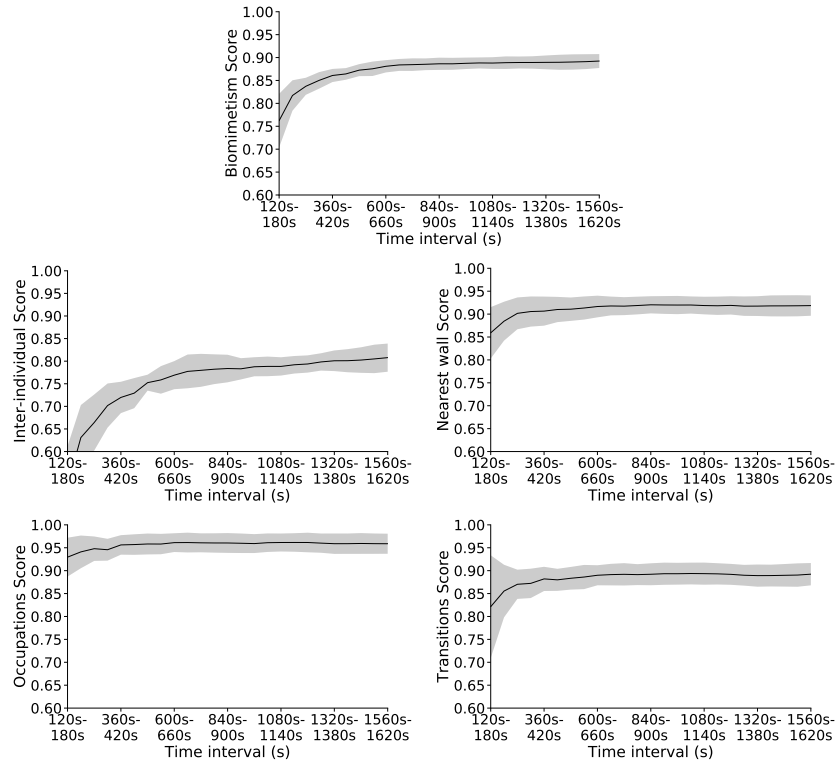 Biomimetism Score
1.00
0.95
0.90
0.85
0.80
0.75
0.70
0.65
0.60
120s- 360s- 600s- 840s- 1080s- 1320s- 1560s-
180s 420s 660s 900s 1140s 1380s 1620s
Time interval (s)
Inter-individual Score
1.00
0.95
0.90
0.85
0.80
0.75
0.70
0.65
0.60
120s- 360s- 600s- 840s- 1080s- 1320s- 1560s-
180s 420s 660s 900s 1140s 1380s 1620s
Time interval (s)
Nearest wall Score
1.00
0.95
0.90
0.85
0.80
0.75
0.70
0.65
0.60
120s- 360s- 600s- 840s- 1080s- 1320s- 1560s-
180s 420s 660s 900s 1140s 1380s 1620s
Time interval (s)
Occupations Score
1.00
0.95
0.90
0.85
0.80
0.75
0.70
0.65
0.60
120s- 360s- 600s- 840s- 1080s- 1320s- 1560s-
180s 420s 660s 900s 1140s 1380s 1620s
Time interval (s)
Transitions Score
1.00
0.95
0.90
0.85
0.80
0.75
0.70
0.65
0.60
120s- 360s- 600s- 840s- 1080s- 1320s- 1560s-
180s 420s 660s 900s 1140s 1380s 1620s
Time interval (s)